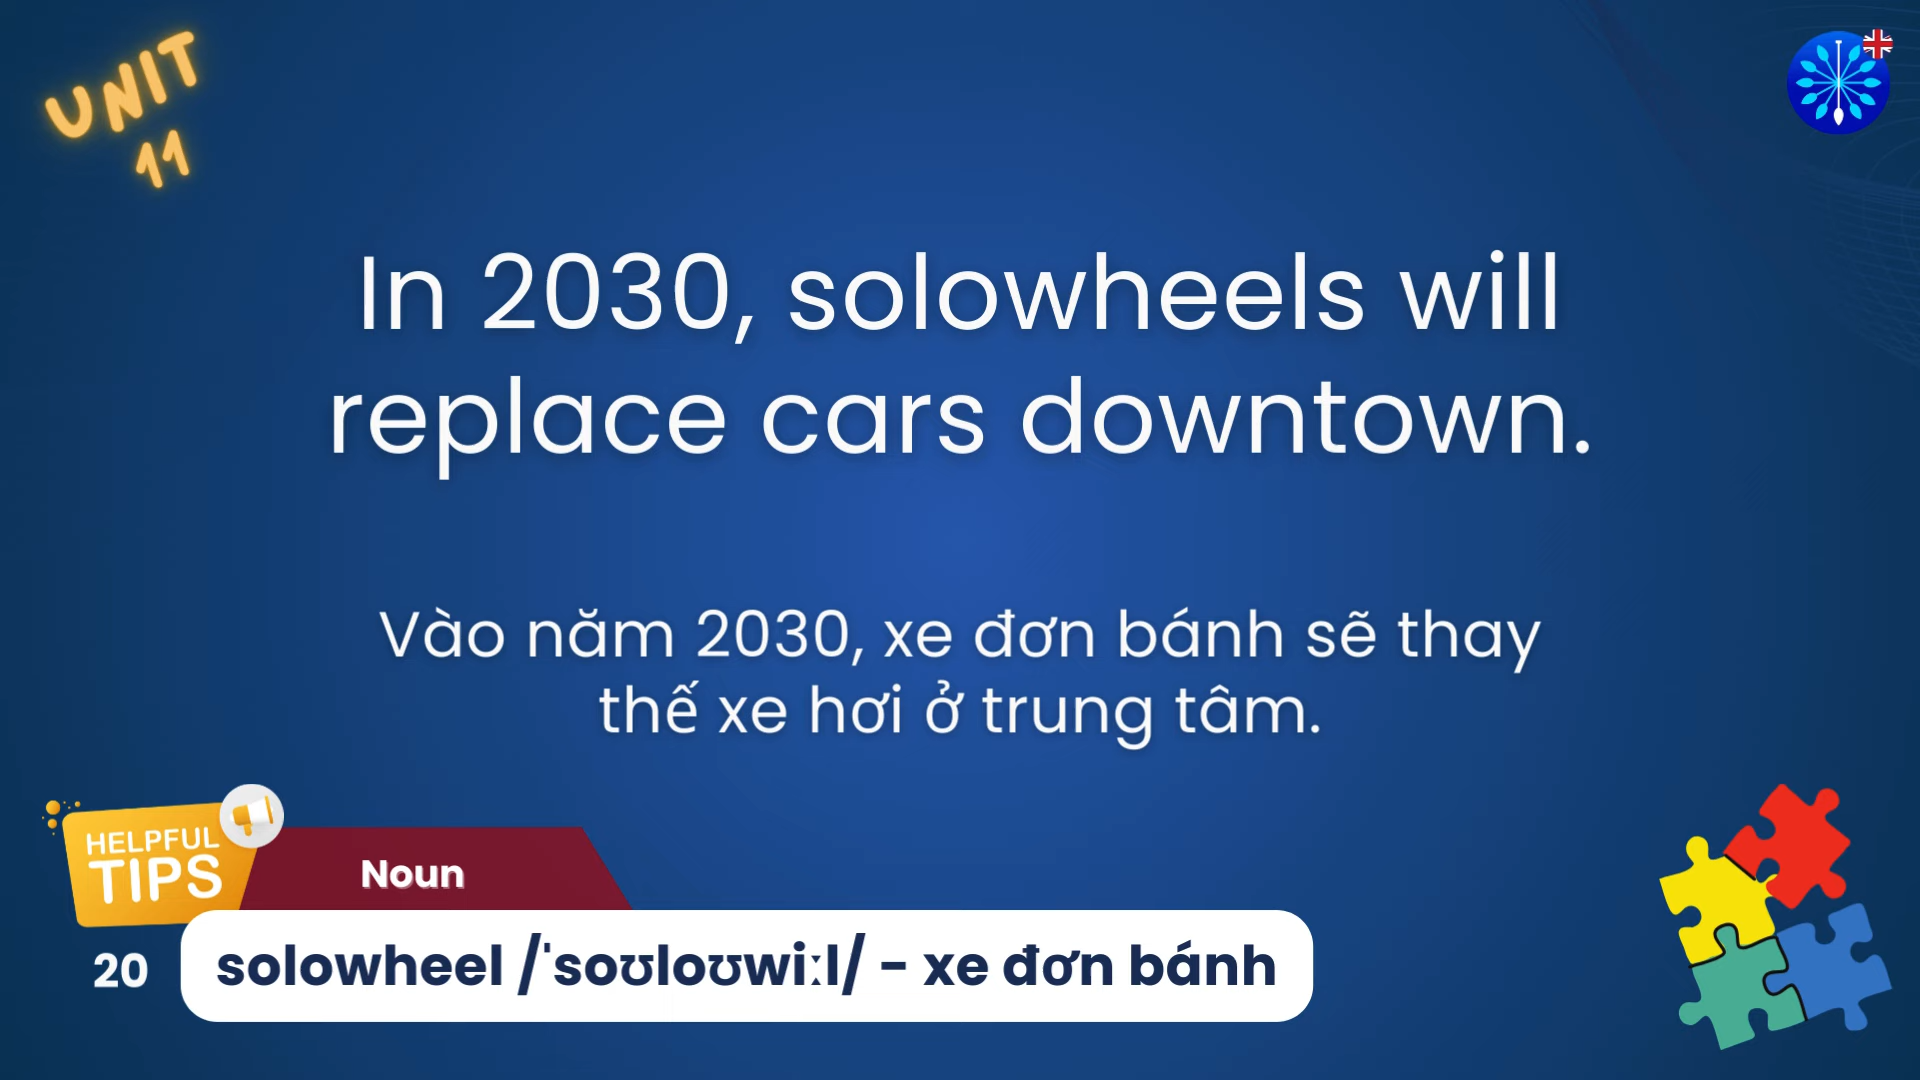 UNIT
11
In 2030, solowheels will
replace cars downtown.
Vào năm 2030, xe đơn bánh sẽ thay
thế xe hơi ở trung tâm.
HELPFUL
TIPS
Noun
20
solowheel /ˈsoʊloʊwiːl/ - xe đơn bánh